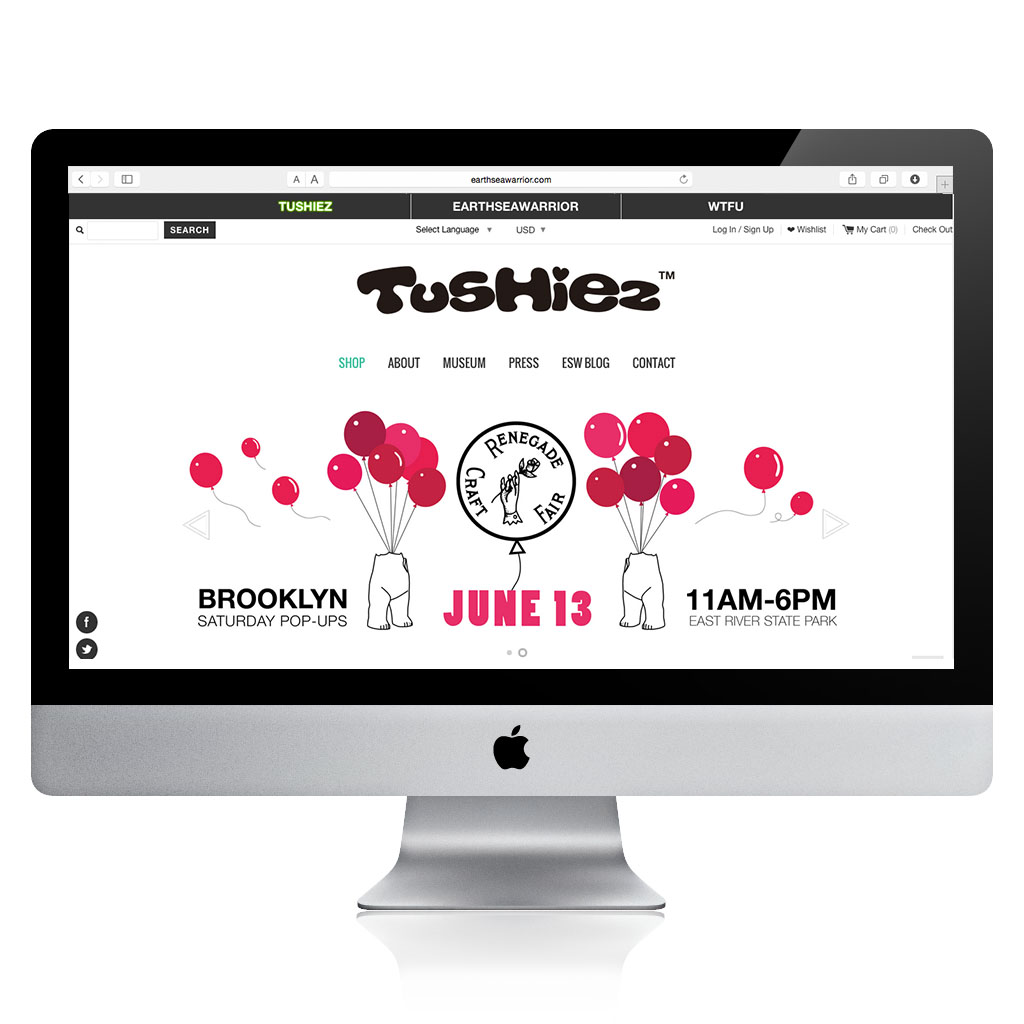 A A earthseawarrior.com
TUSHIEZ EARTHSEAWARRIOR WTFU
SEARCH Select Language ▼ USD ▼ Log In / Sign Up ❤ Wishlist My Cart (0) Check Out
TUSHiEZ™
SHOP ABOUT MUSEUM PRESS ESW BLOG CONTACT
RENEGADE
CRAFT FAIR
BROOKLYN
SATURDAY POP-UPS
JUNE 13
11AM-6PM
EAST RIVER STATE PARK